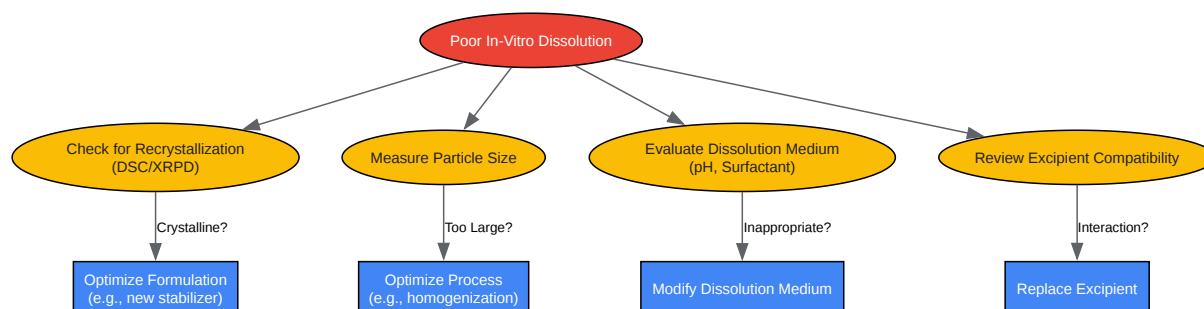 Poor In-Vitro Dissolution
Check for Recrystallization
(DSC/XRPD)
Measure Particle Size
Evaluate Dissolution Medium
(pH, Surfactant)
Review Excipient Compatibility
Crystalline?
Too Large?
Inappropriate?
Interaction?
Optimize Formulation
(e.g., new stabilizer)
Optimize Process
(e.g., homogenization)
Modify Dissolution Medium
Replace Excipient